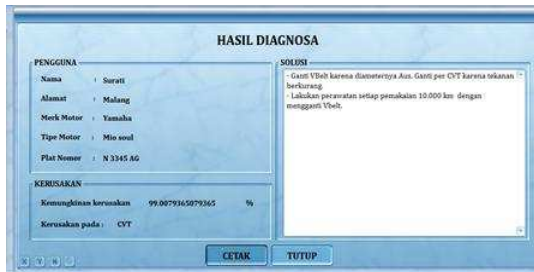 HASIL DIAGNOSA
PENGGUNA
Nama : Surati
Alamat : Malang
Merk Motor : Yamaha
Tipe Motor : Mio soul
Plat Nomor : N 3345 AG
KERUSAKAN
Kemungkinan kerusakan 99.0079365079365 %
Kerusakan pada : CVT
SOLUSI
- Ganti VBelt karena diameternya Aus. Ganti per CVT karena tekanan
berkurang.
- Lakukan perawatan setiap pemakaian 10.000 km dengan
mengganti Vbelt.
CETAK TUTUP